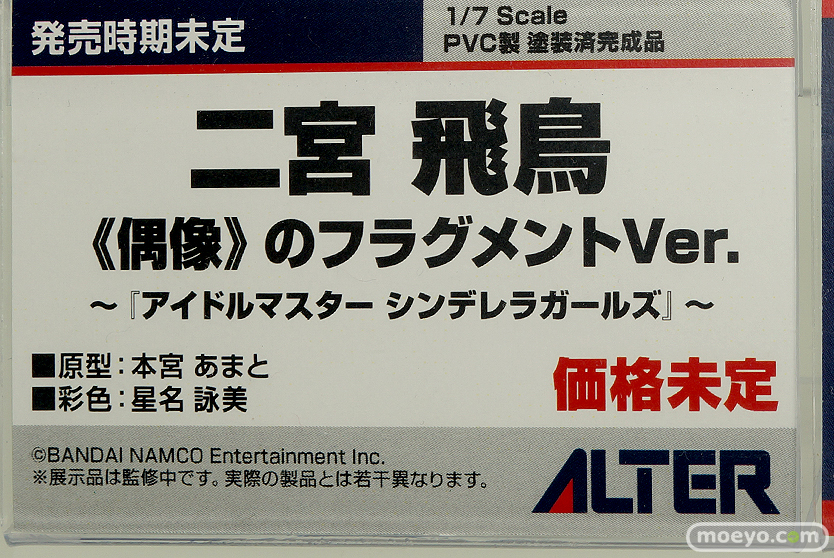 発売時期未定
1/7 Scale
PVC製 塗装済完成品
二宮 飛鳥
《偶像》のフラグメントVer.
～『アイドルマスター シンデレラガールズ』～
■原型：本宮 あまと
■彩色：星名 詠美
価格未定
©BANDAI NAMCO Entertainment Inc.
※展示品は監修中です。実際の製品とは若干異なります。
ALTER
moeyo.com